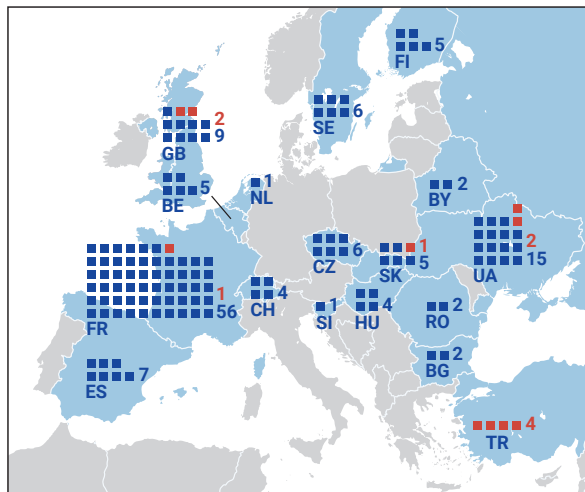 5
FI
6
SE
2
9
GB
5
BE
1
NL
2
BY
6
CZ
1
5
SK
2
15
UA
1
56
FR
4
CH
1
SI
4
HU
2
RO
2
BG
7
ES
4
TR